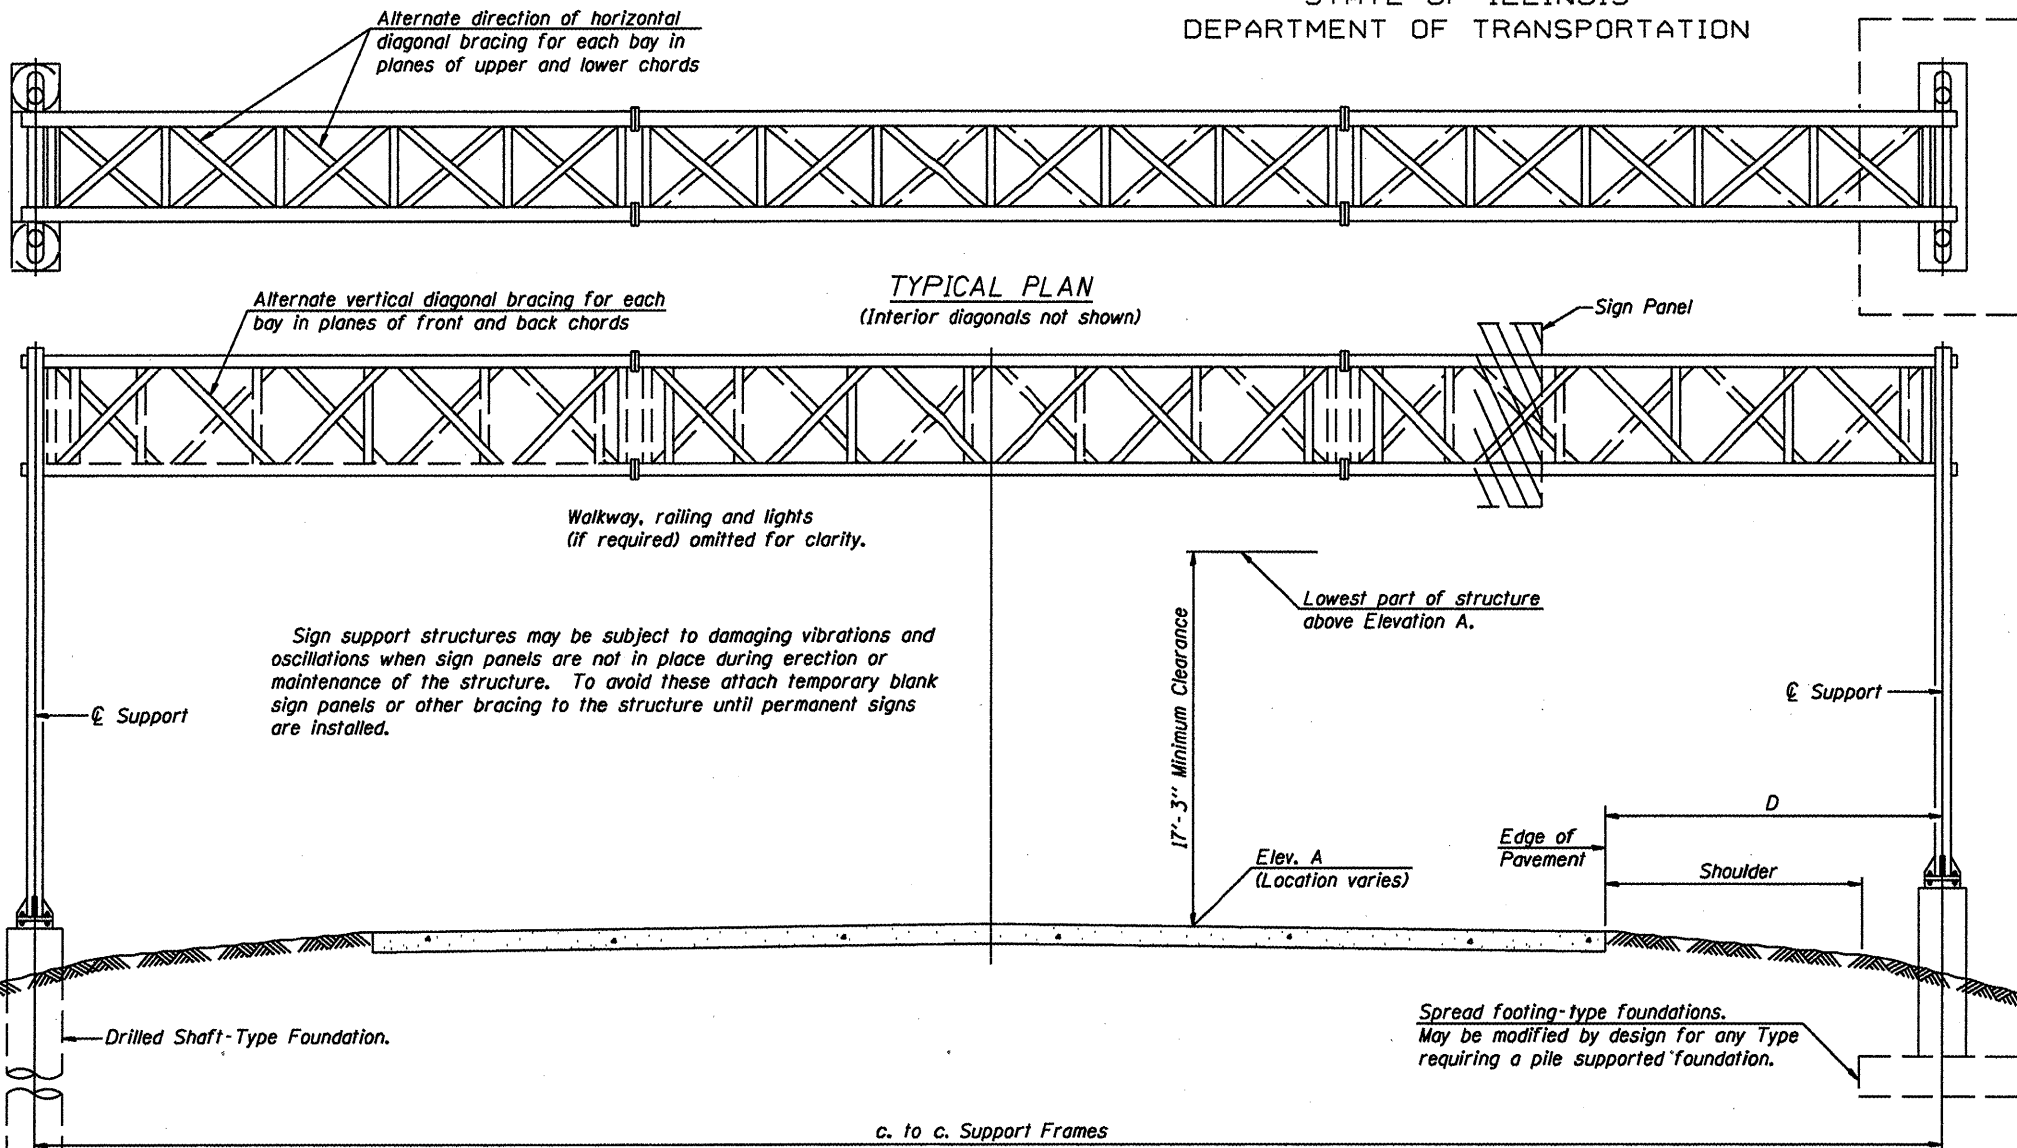 STATE OF ILLINOIS
DEPARTMENT OF TRANSPORTATION
Alternate direction of horizontal
diagonal bracing for each bay in
planes of upper and lower chords
TYPICAL PLAN
(Interior diagonals not shown)
Alternate vertical diagonal bracing for each
bay in planes of front and back chords
Sign Panel
Walkway, railing and lights
(if required) omitted for clarity.
Lowest part of structure
above Elevation A.
17'-3" Minimum Clearance
Sign support structures may be subject to damaging vibrations and
oscillations when sign panels are not in place during erection or
maintenance of the structure. To avoid these attach temporary blank
sign panels or other bracing to the structure until permanent signs
are installed.
℄ Support
℄ Support
D
Edge of
Pavement
Shoulder
Elev. A
(Location varies)
Drilled Shaft-Type Foundation.
Spread footing-type foundations.
May be modified by design for any Type
requiring a pile supported foundation.
c. to c. Support Frames